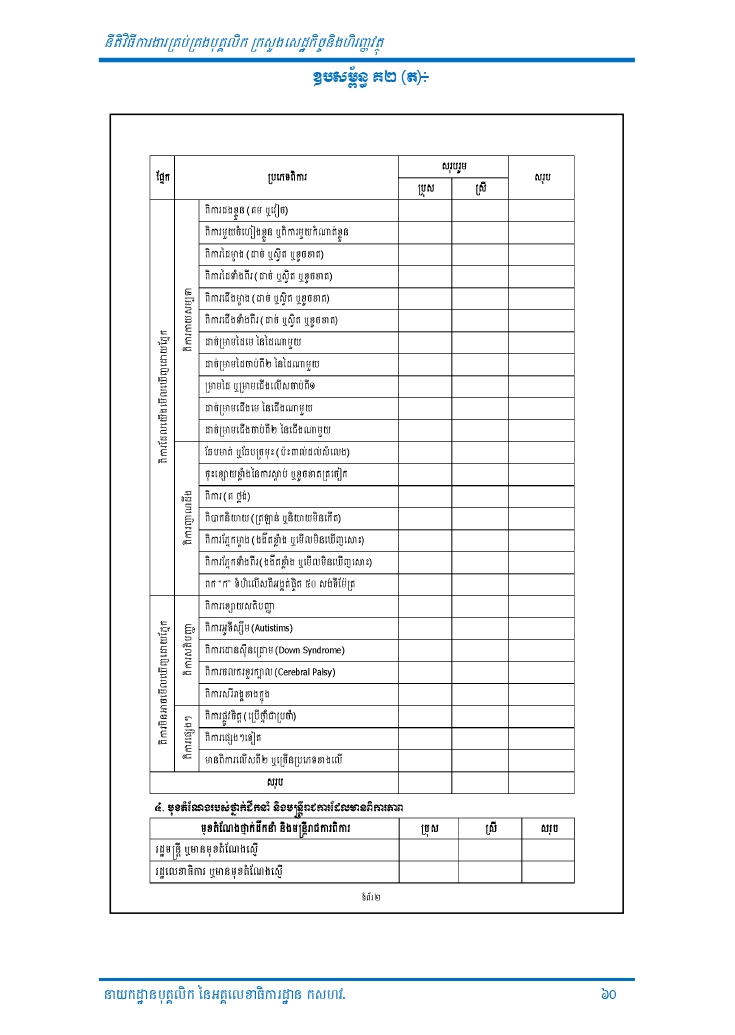 នីតិវិធីការងារគ្រប់គ្រងបុគ្គលិក ក្រសួងសេដ្ឋកិច្ចនិងហិរញ្ញវត្ថុ
ឧបសម្ព័ន្ធ គ២ (ត)÷
ផ្នែក ប្រភេទពិការ សរុបរួម សរុប
ប្រុស ស្រី
ពិការដែលយើងមើលឃើញដោយភ្នែក
ពិការកាយសម្បទា
ពិការដងខ្លួន (គម ឬវៀច)
ពិការមួយចំហៀងខ្លួន ឬពិការមួយកំណាត់ខ្លួន
ពិការដៃម្ខាង (ដាច់ ឬស្វិត ឬខូចខាត)
ពិការដៃទាំងពីរ (ដាច់ ឬស្វិត ឬខូចខាត)
ពិការជើងម្ខាង (ដាច់ ឬស្វិត ឬខូចខាត)
ពិការជើងទាំងពីរ (ដាច់ ឬស្វិត ឬខូចខាត)
ដាច់ម្រាមដៃមេ នៃដៃណាមួយ
ដាច់ម្រាមដៃចាប់ពី២ នៃដៃណាមួយ
ម្រាមដៃ ឬម្រាមជើងលើសចាប់ពី១
ដាច់ម្រាមជើងមេ នៃជើងណាមួយ
ដាច់ម្រាមជើងចាប់ពី២ នៃជើងណាមួយ
ពិការញាណដឹង
ឆែបមាត់ ឬឆែបច្រមុះ (ប៉ះពាល់ដល់សំលេង)
ចុះខ្សោយខ្លាំងនៃការស្តាប់ ឬខូចខាតត្រចៀក
ពិការ (គ ថ្លង់)
ពិបាកនិយាយ (ត្រឡាន់ ឬនិយាយមិនកើត)
ពិការភ្នែកម្ខាង (ងងឹតខ្លាំង ឬមើលមិនឃើញសោះ)
ពិការភ្នែកទាំងពីរ (ងងឹតខ្លាំង ឬមើលមិនឃើញសោះ)
ពក “ក” ទំហំលើសពីអង្កត់ផ្ចិត ៥០ សង់ទីម៉ែត្រ
ពិការមិនអាចមើលឃើញដោយភ្នែក
ពិការសតិបញ្ញា
ពិការខ្សោយសតិបញ្ញា
ពិការអូទីស្សឹម (Autistims)
ពិការដោនស៊ីនដ្រោម (Down Syndrome)
ពិការចលករខួរក្បាល (Cerebral Palsy)
ពិការសរីរាង្គខាងក្នុង
ពិការផ្សេងៗ
ពិការផ្លូវចិត្ត (ប្រើថ្នាំជាប្រចាំ)
ពិការផ្សេងៗទៀត
មានពិការលើសពី២ ឬច្រើនប្រភេទខាងលើ
សរុប
៤. មុខតំណែងរបស់ថ្នាក់ដឹកនាំ និងមន្ត្រីរាជការដែលមានពិការភាព
មុខតំណែងថ្នាក់ដឹកនាំ និងមន្ត្រីរាជការពិការ ប្រុស ស្រី សរុប
រដ្ឋមន្ត្រី ឬមានមុខតំណែងស្មើ
រដ្ឋលេខាធិការ ឬមានមុខតំណែងស្មើ
ទំព័រ ២
នាយកដ្ឋានបុគ្គលិក នៃអគ្គលេខាធិការដ្ឋាន កសហវ. ៦០